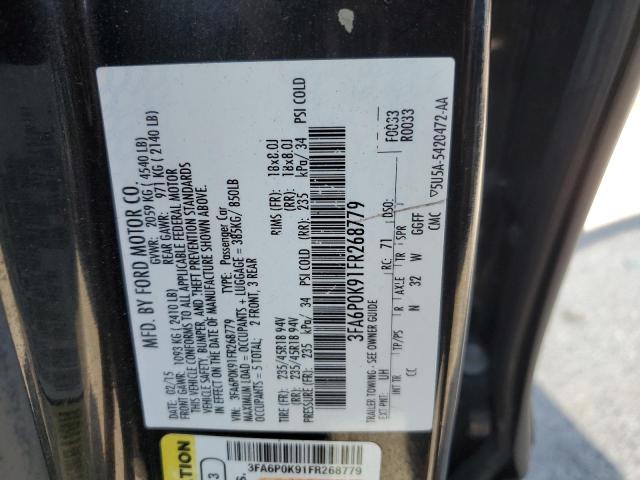 MFD. BY FORD MOTOR CO.
DATE: 02/15 GVWR: 2059 KG ( 4540 LB)
FRONT GAWR: 1093 KG ( 2410 LB) REAR GAWR: 971 KG ( 2140 LB)
THIS VEHICLE CONFORMS TO ALL APPLICABLE FEDERAL MOTOR
VEHICLE SAFETY, BUMPER, AND THEFT PREVENTION STANDARDS
IN EFFECT ON THE DATE OF MANUFACTURE SHOWN ABOVE.
VIN: 3FA6P0K91FR268779 TYPE: Passenger Car
MAXIMUM LOAD = OCCUPANTS + LUGGAGE = 385KG/ 850LB
OCCUPANTS = 5 TOTAL: 2 FRONT, 3 REAR
TIRE (FR): 235/45R18 94V RIMS (FR): 18x8.0J
(RR): 235/45R18 94V (RR): 18x8.0J
PRESSURE (FR): 235 kPa/ 34 PSI COLD (RR): 235 kPa/ 34 PSI COLD
3FA6P0K91FR268779
TRAILER TOWING - SEE OWNER GUIDE
F0033
R0033
EXT PNT: UH RC: 71 DSO:
INT TR TP/PS R AXLE TR SPR
CC N 32 W GGFF
CMC ▽5U5A-5420472-AA
3FA6P0K91FR268779